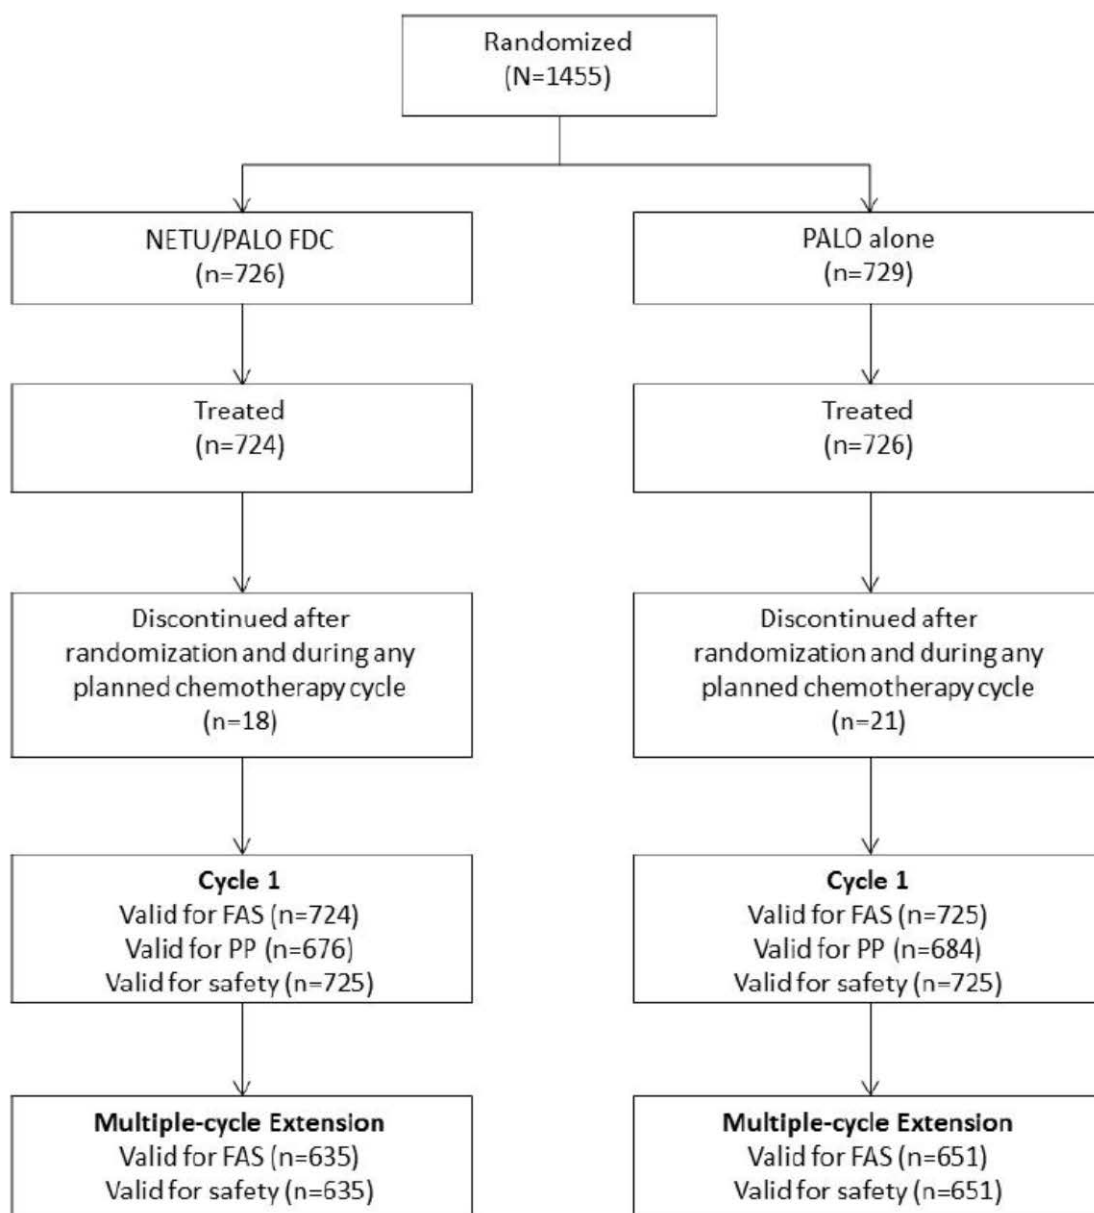 Randomized
(N=1455)
NETU/PALO FDC
(n=726)
PALO alone
(n=729)
Treated
(n=724)
Treated
(n=726)
Discontinued after
randomization and during any
planned chemotherapy cycle
(n=18)
Discontinued after
randomization and during any
planned chemotherapy cycle
(n=21)
Cycle 1
Valid for FAS (n=724)
Valid for PP (n=676)
Valid for safety (n=725)
Cycle 1
Valid for FAS (n=725)
Valid for PP (n=684)
Valid for safety (n=725)
Multiple-cycle Extension
Valid for FAS (n=635)
Valid for safety (n=635)
Multiple-cycle Extension
Valid for FAS (n=651)
Valid for safety (n=651)